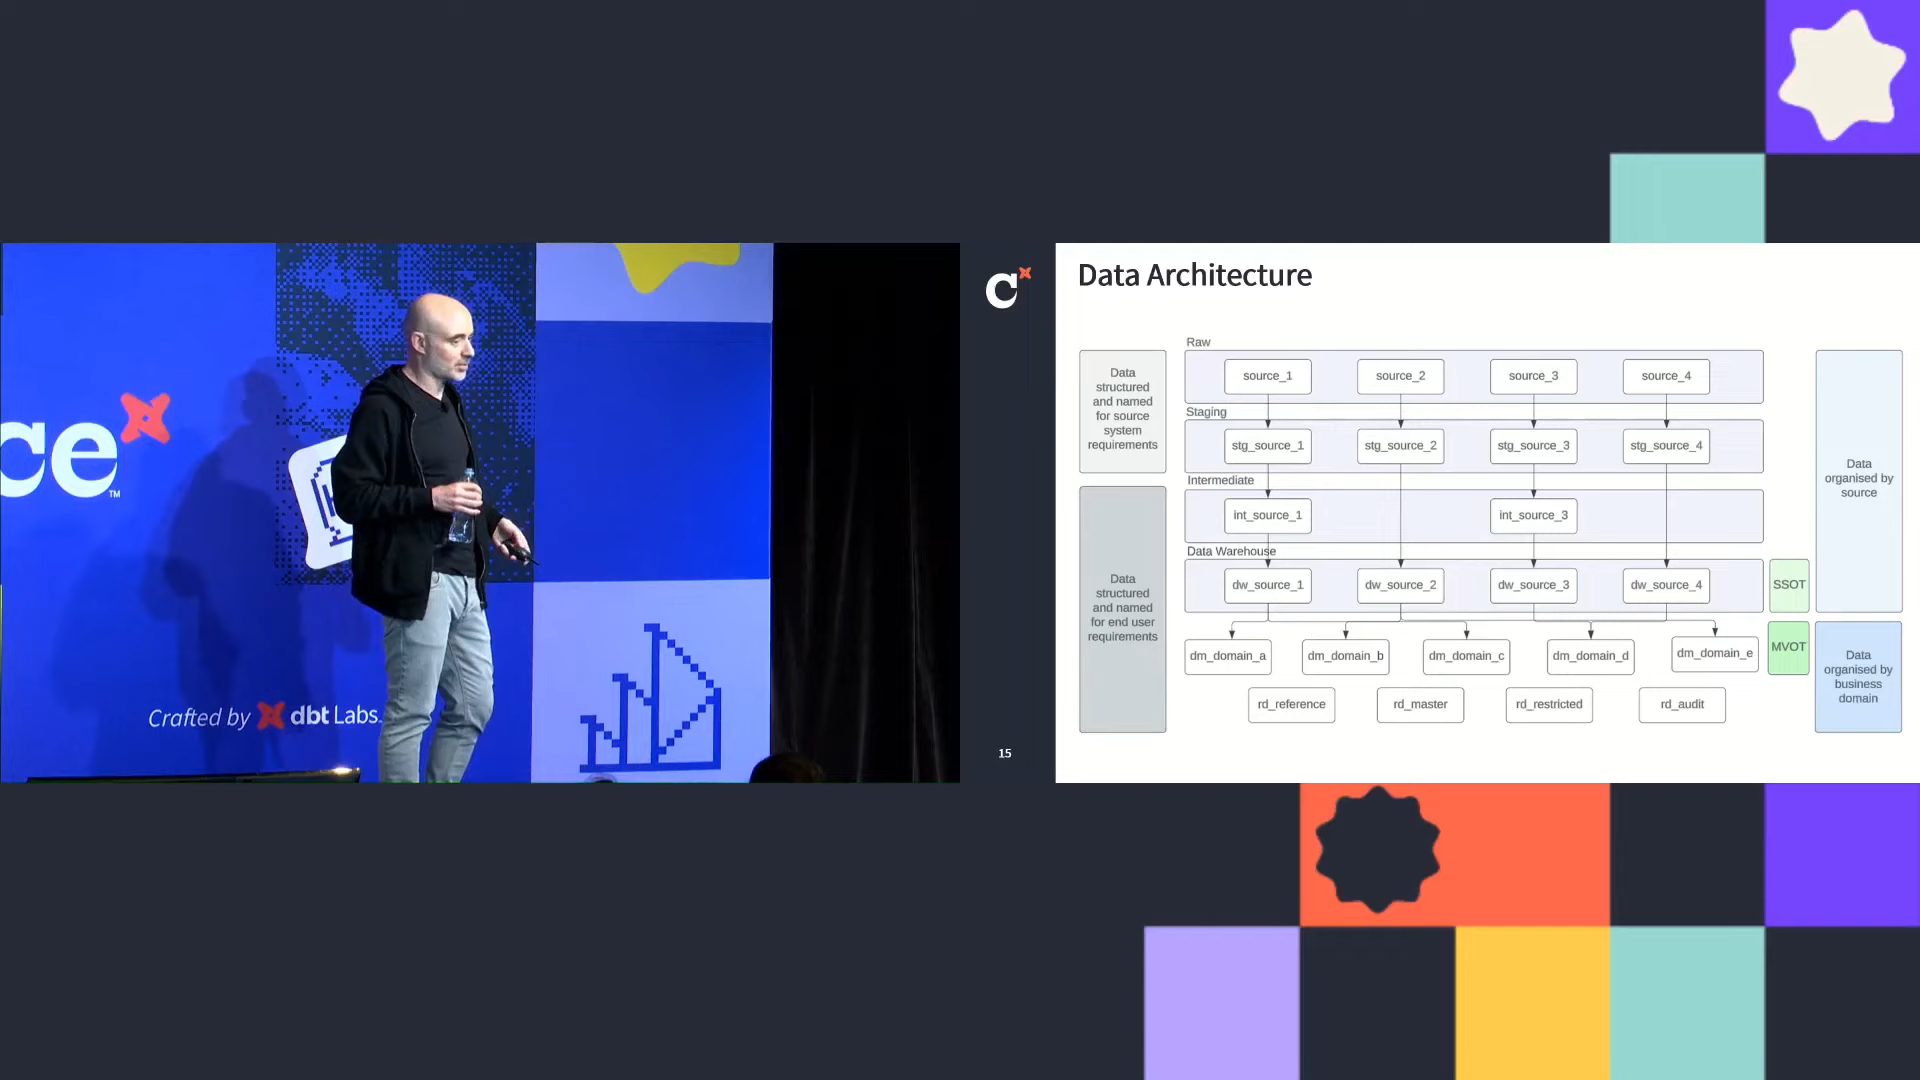 ce
TM
Crafted by dbt Labs.
C
15
Data Architecture
Data
structured
and named
for source
system
requirements
Data
structured
and named
for end user
requirements
Raw
source_1 source_2 source_3 source_4
Staging
stg_source_1 stg_source_2 stg_source_3 stg_source_4
Intermediate
int_source_1 int_source_3
Data Warehouse
dw_source_1 dw_source_2 dw_source_3 dw_source_4
dm_domain_a dm_domain_b dm_domain_c dm_domain_d dm_domain_e
rd_reference rd_master rd_restricted rd_audit
SSOT
MVOT
Data
organised by
source
Data
organised by
business
domain